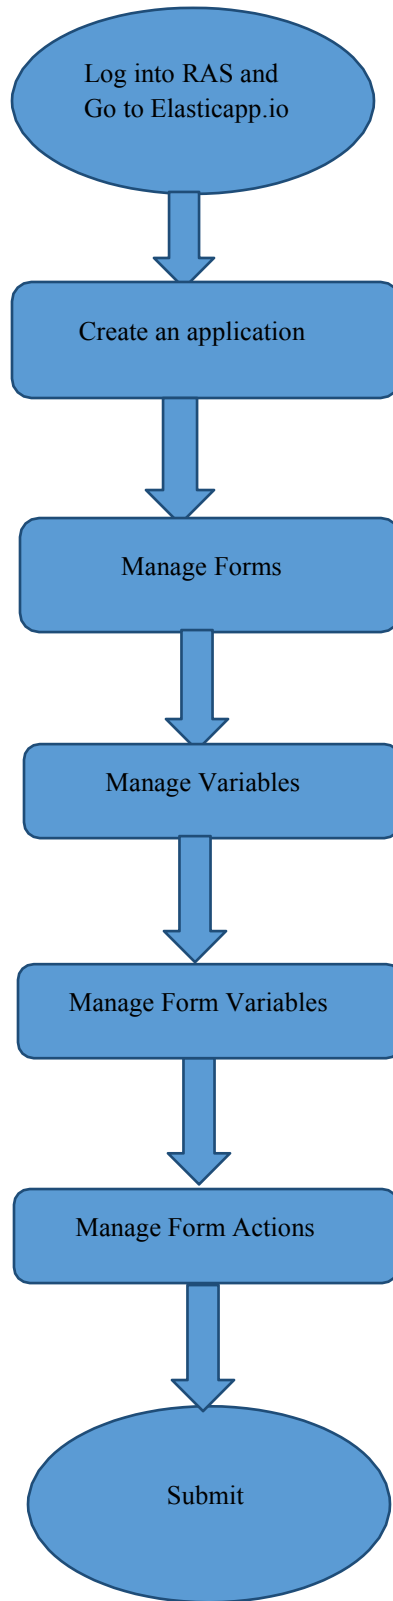 Log into RAS and
Go to Elasticapp.io
Create an application
Manage Forms
Manage Variables
Manage Form Variables
Manage Form Actions
Submit